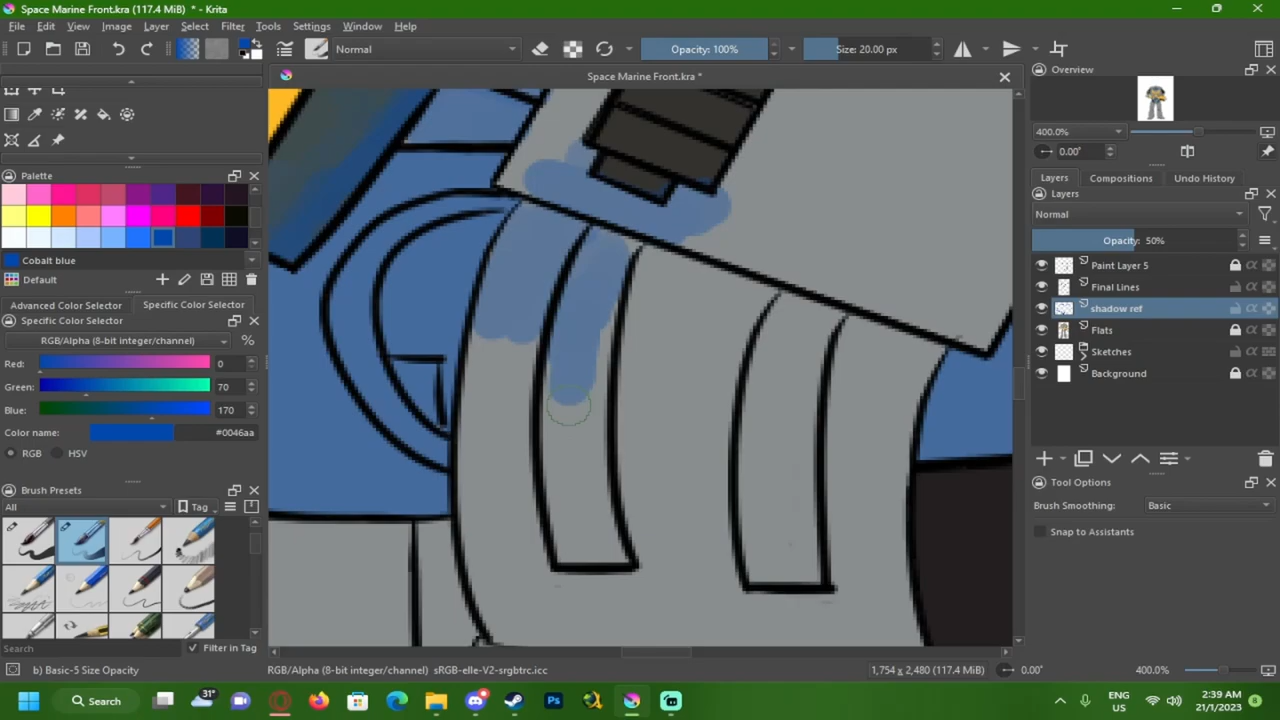 Space Marine Front.kra (117.4 MiB) * - Krita
File Edit View Image Layer Select Filter Tools Settings Window Help
Normal Opacity: 100% Size: 20.00 px
Space Marine Front.kra *
Overview
400.0%
0.00°
Layers Compositions Undo History
Layers
Normal
Opacity: 50%
Paint Layer 5
Final Lines
shadow ref
Flats
Sketches
Background
Tool Options
Brush Smoothing: Basic
Snap to Assistants
Palette
Cobalt blue
Default
Advanced Color Selector Specific Color Selector
Specific Color Selector
RGB/Alpha (8-bit integer/channel) %
Red: 0
Green: 70
Blue: 170
Color name: #0046aa
RGB HSV
Brush Presets
All Tag
Search Filter in Tag
b) Basic-5 Size Opacity RGB/Alpha (8-bit integer/channel) sRGB-elle-V2-srgbtrc.icc 1,754 x 2,480 (117.4 MiB) 0.00° 400.0%
Search 31° Ps ENG US 2:39 AM 21/1/2023 8